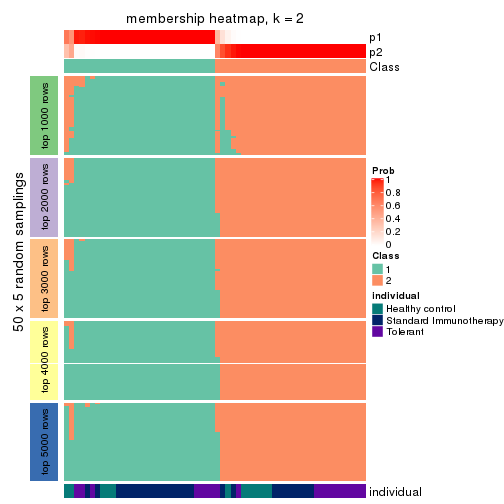 membership heatmap, k = 2
p1
p2
Class
50 x 5 random samplings
top 1000 rows
top 2000 rows
top 3000 rows
top 4000 rows
top 5000 rows
individual
Prob
1
0.8
0.6
0.4
0.2
0
Class
1
2
individual
Healthy control
Standard Immunotherapy
Tolerant